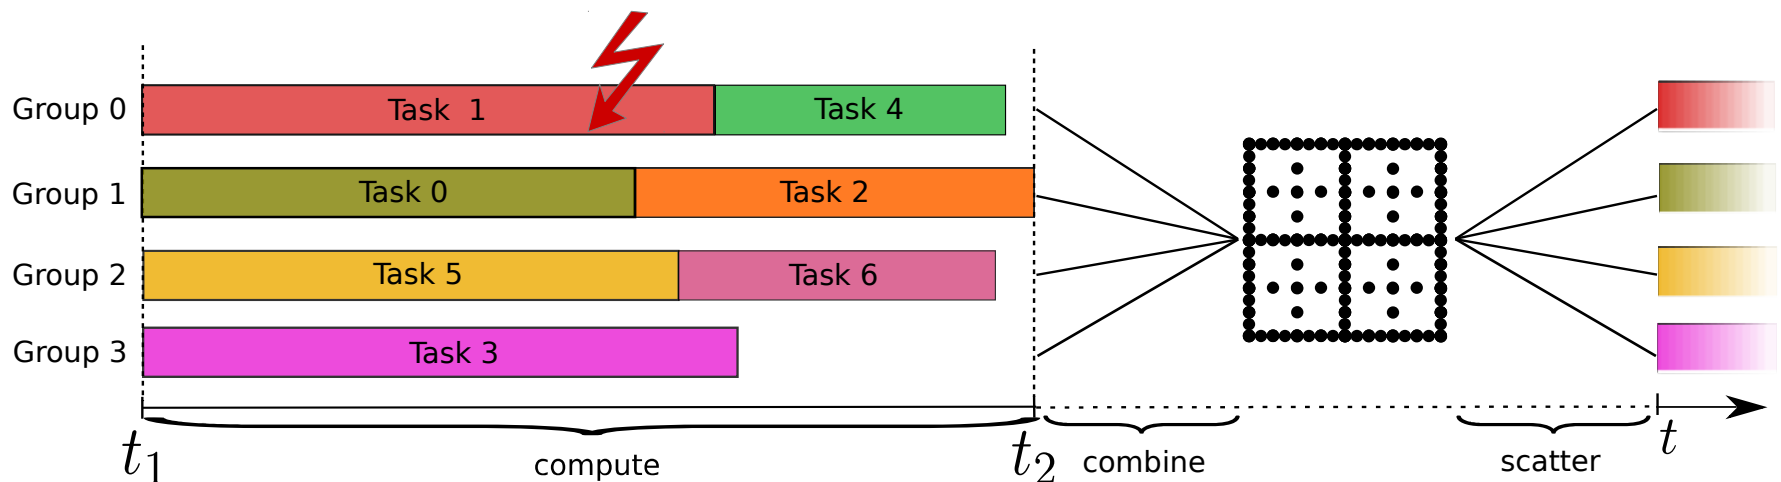 Group 0
Task 1
Task 4
Group 1
Task 0
Task 2
Group 2
Task 5
Task 6
Group 3
Task 3
t₁
compute
t₂
combine
scatter
t